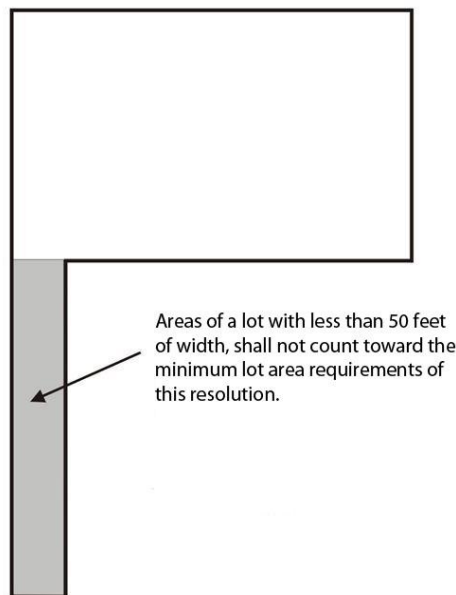 Areas of a lot with less than 50 feet
of width, shall not count toward the
minimum lot area requirements of
this resolution.